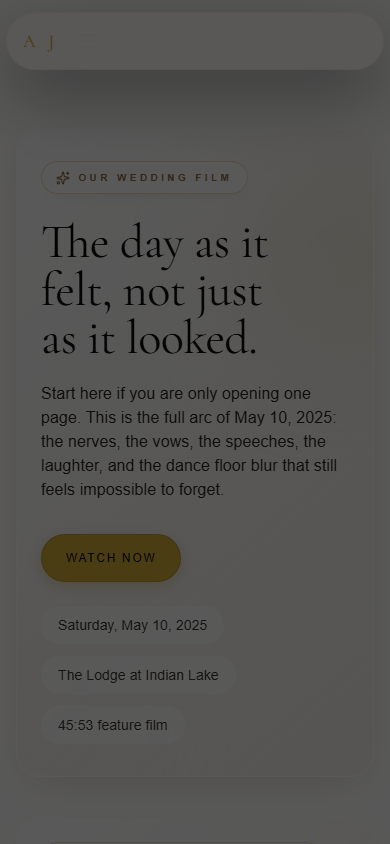 A J
OUR WEDDING FILM
The day as it
felt, not just
as it looked.
Start here if you are only opening one
page. This is the full arc of May 10, 2025:
the nerves, the vows, the speeches, the
laughter, and the dance floor blur that still
feels impossible to forget.
WATCH NOW
Saturday, May 10, 2025
The Lodge at Indian Lake
45:53 feature film